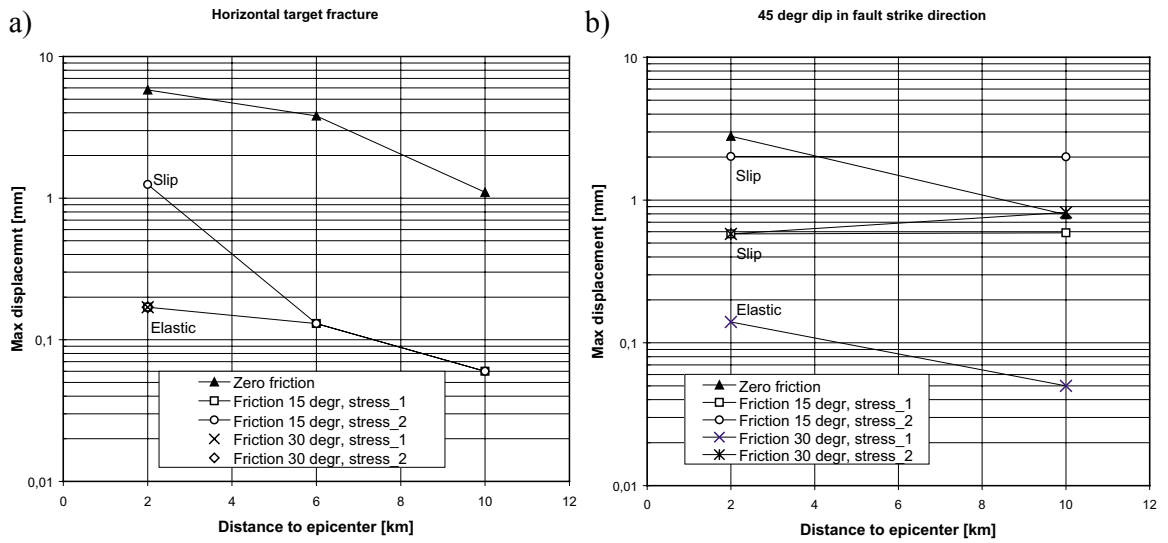 a)
Horizontal target fracture
10
1
0,1
0,01
Max displacemnt [mm]
Slip
Elastic
Zero friction
Friction 15 degr, stress_1
Friction 15 degr, stress_2
Friction 30 degr, stress_1
Friction 30 degr, stress_2
0 2 4 6 8 10 12
Distance to epicenter [km]
b)
45 degr dip in fault strike direction
10
1
0,1
0,01
Max displacement [mm]
Slip
Slip
Elastic
Zero friction
Friction 15 degr, stress_1
Friction 15 degr, stress_2
Friction 30 degr, stress_1
Friction 30 degr, stress_2
0 2 4 6 8 10 12
Distance to epicenter [km]